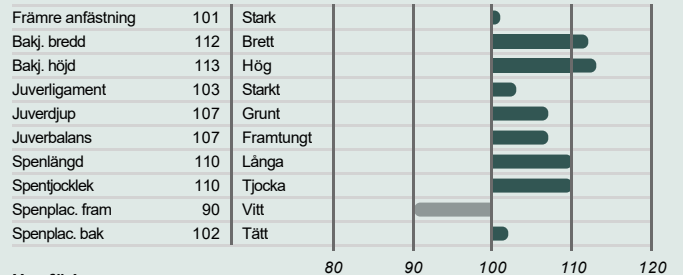 Främre anfästning 101 Stark
Bakj. bredd 112 Brett
Bakj. höjd 113 Hög
Juverligament 103 Starkt
Juverdjup 107 Grunt
Juverbalans 107 Framtungt
Spenlängd 110 Långa
Spentjocklek 110 Tjocka
Spenplac. fram 90 Vitt
Spenplac. bak 102 Tätt
80 90 100 110 120